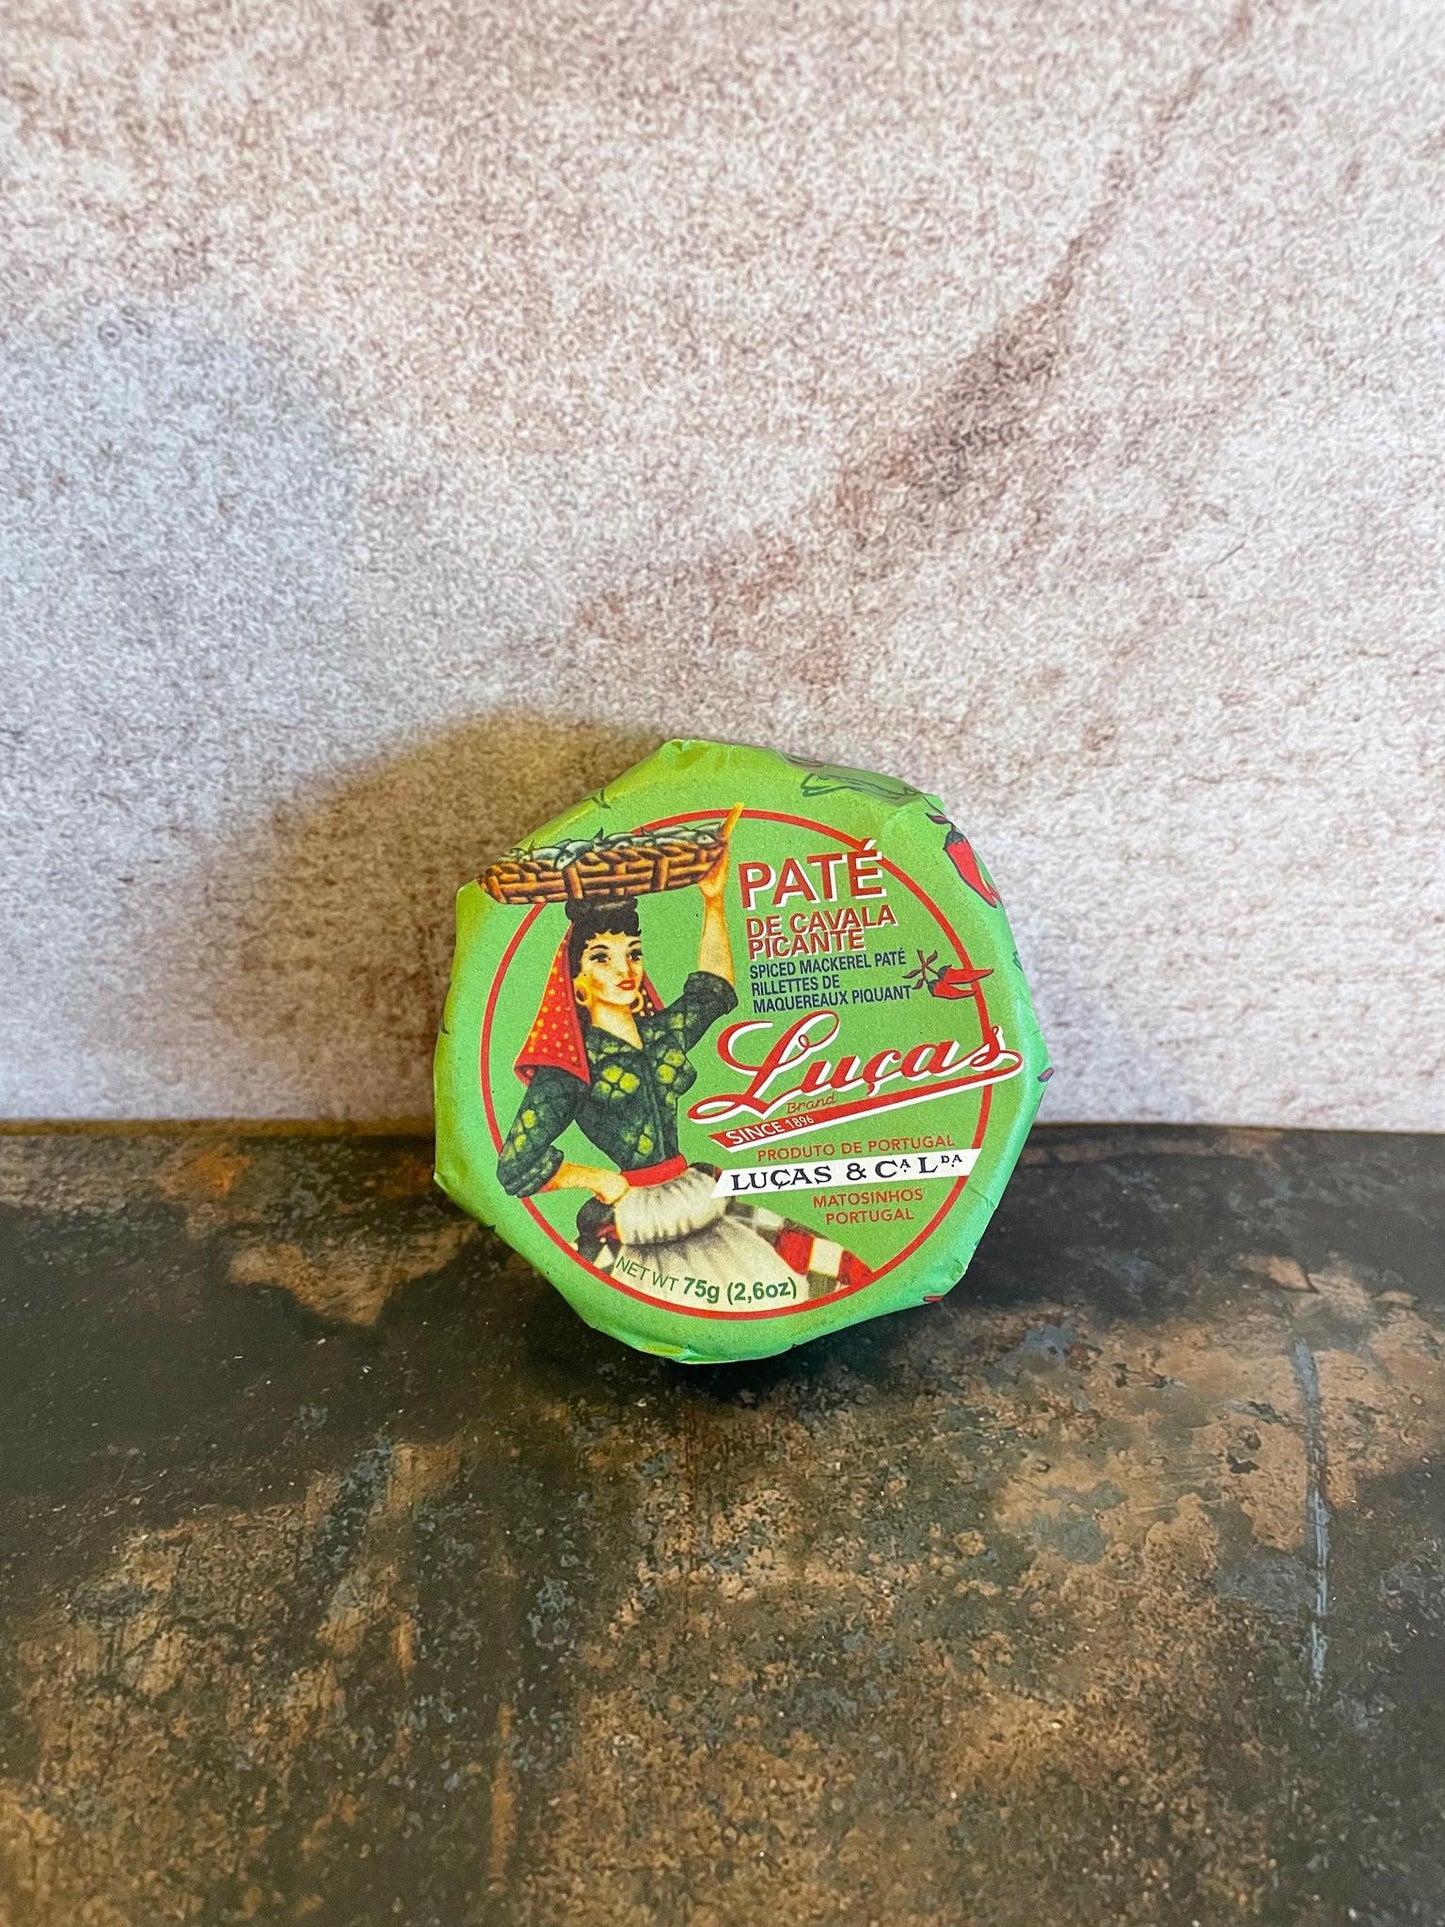 PATÉ
DE CAVALA
PICANTE
SPICED MACKEREL PATÉ
RILLETTES DE
MAQUEREAUX PIQUANT
Luças
Brand
SINCE 1896
PRODUTO DE PORTUGAL
LUÇAS & Cᴬ. Lᴰᴬ.
MATOSINHOS
PORTUGAL
NET WT 75g (2,6oz)